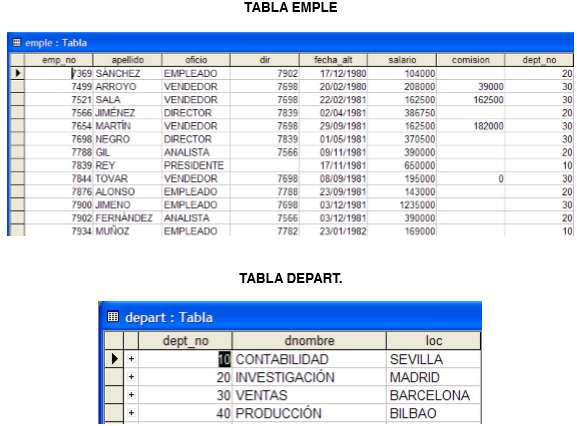 TABLA EMPLE
emple : Tabla
emp_no apellido oficio dir fecha_alt salario comision dept_no
7369 SÁNCHEZ EMPLEADO 7902 17/12/1980 104000 20
7499 ARROYO VENDEDOR 7698 20/02/1980 208000 39000 30
7521 SALA VENDEDOR 7698 22/02/1981 162500 162500 30
7566 JIMÉNEZ DIRECTOR 7839 02/04/1981 386750 20
7654 MARTÍN VENDEDOR 7698 29/09/1981 162500 182000 30
7698 NEGRO DIRECTOR 7839 01/05/1981 370500 30
7788 GIL ANALISTA 7566 09/11/1981 390000 20
7839 REY PRESIDENTE 17/11/1981 650000 10
7844 TOVAR VENDEDOR 7698 08/09/1981 195000 0 30
7876 ALONSO EMPLEADO 7788 23/09/1981 143000 20
7900 JIMENO EMPLEADO 7698 03/12/1981 1235000 30
7902 FERNÁNDEZ ANALISTA 7566 03/12/1981 390000 20
7934 MUÑOZ EMPLEADO 7782 23/01/1982 169000 10
TABLA DEPART.
depart : Tabla
dept_no dnombre loc
+ 10 CONTABILIDAD SEVILLA
+ 20 INVESTIGACIÓN MADRID
+ 30 VENTAS BARCELONA
+ 40 PRODUCCIÓN BILBAO